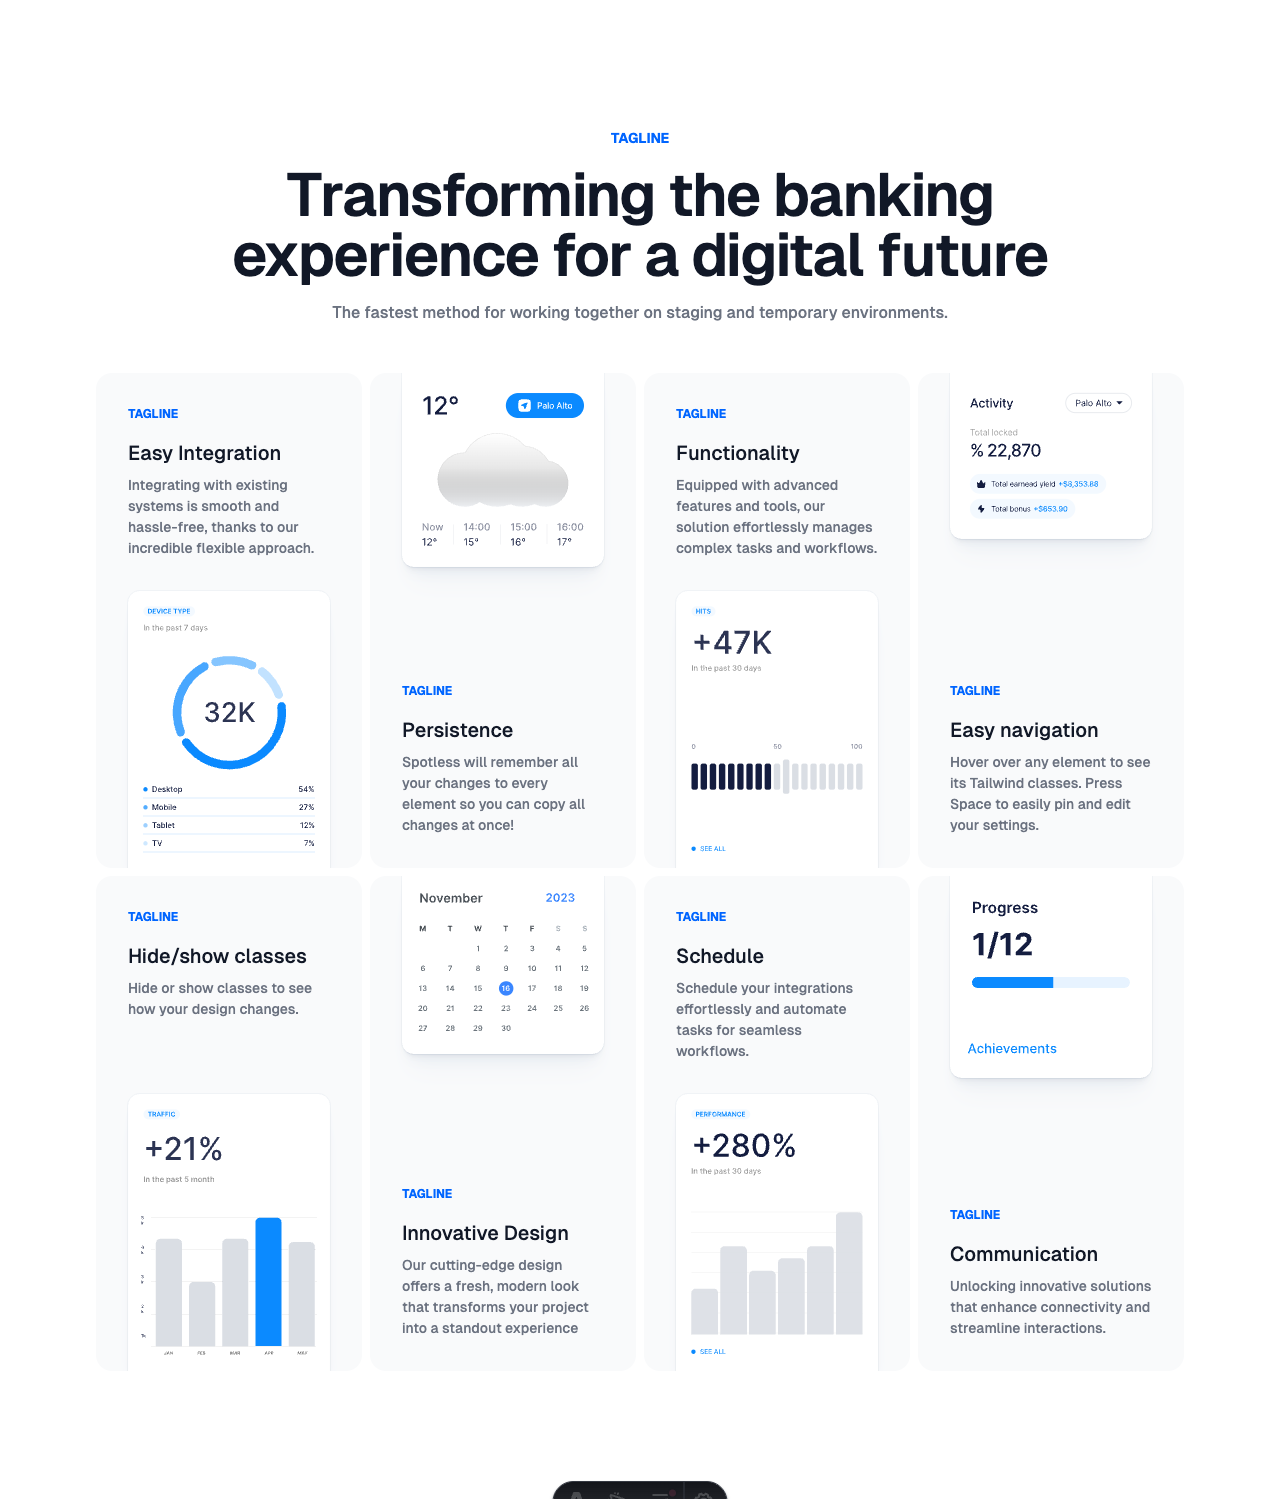 TAGLINE
Transforming the banking
experience for a digital future
The fastest method for working together on staging and temporary environments.
TAGLINE
Easy Integration
Integrating with existing
systems is smooth and
hassle-free, thanks to our
incredible flexible approach.
DEVICE TYPE
In the past 7 days
32K
Desktop 54%
Mobile 27%
Tablet 12%
TV 7%
12°
Palo Alto
Now 14:00 15:00 16:00
12° 15° 16° 17°
TAGLINE
Persistence
Spotless will remember all
your changes to every
element so you can copy all
changes at once!
TAGLINE
Functionality
Equipped with advanced
features and tools, our
solution effortlessly manages
complex tasks and workflows.
HITS
+47K
In the past 30 days
0 50 100
SEE ALL
Activity
Palo Alto
Total locked
% 22,870
Total earnead yield +$8,353.68
Total bonus +$653.90
TAGLINE
Easy navigation
Hover over any element to see
its Tailwind classes. Press
Space to easily pin and edit
your settings.
TAGLINE
Hide/show classes
Hide or show classes to see
how your design changes.
TRAFFIC
+21%
In the past 5 month
JAN FEB MAR APR MAY
November 2023
M T W T F S S
1 2 3 4 5
6 7 8 9 10 11 12
13 14 15 16 17 18 19
20 21 22 23 24 25 26
27 28 29 30
TAGLINE
Innovative Design
Our cutting-edge design
offers a fresh, modern look
that transforms your project
into a standout experience
TAGLINE
Schedule
Schedule your integrations
effortlessly and automate
tasks for seamless
workflows.
PERFORMANCE
+280%
In the past 30 days
SEE ALL
Progress
1/12
Achievements
TAGLINE
Communication
Unlocking innovative solutions
that enhance connectivity and
streamline interactions.